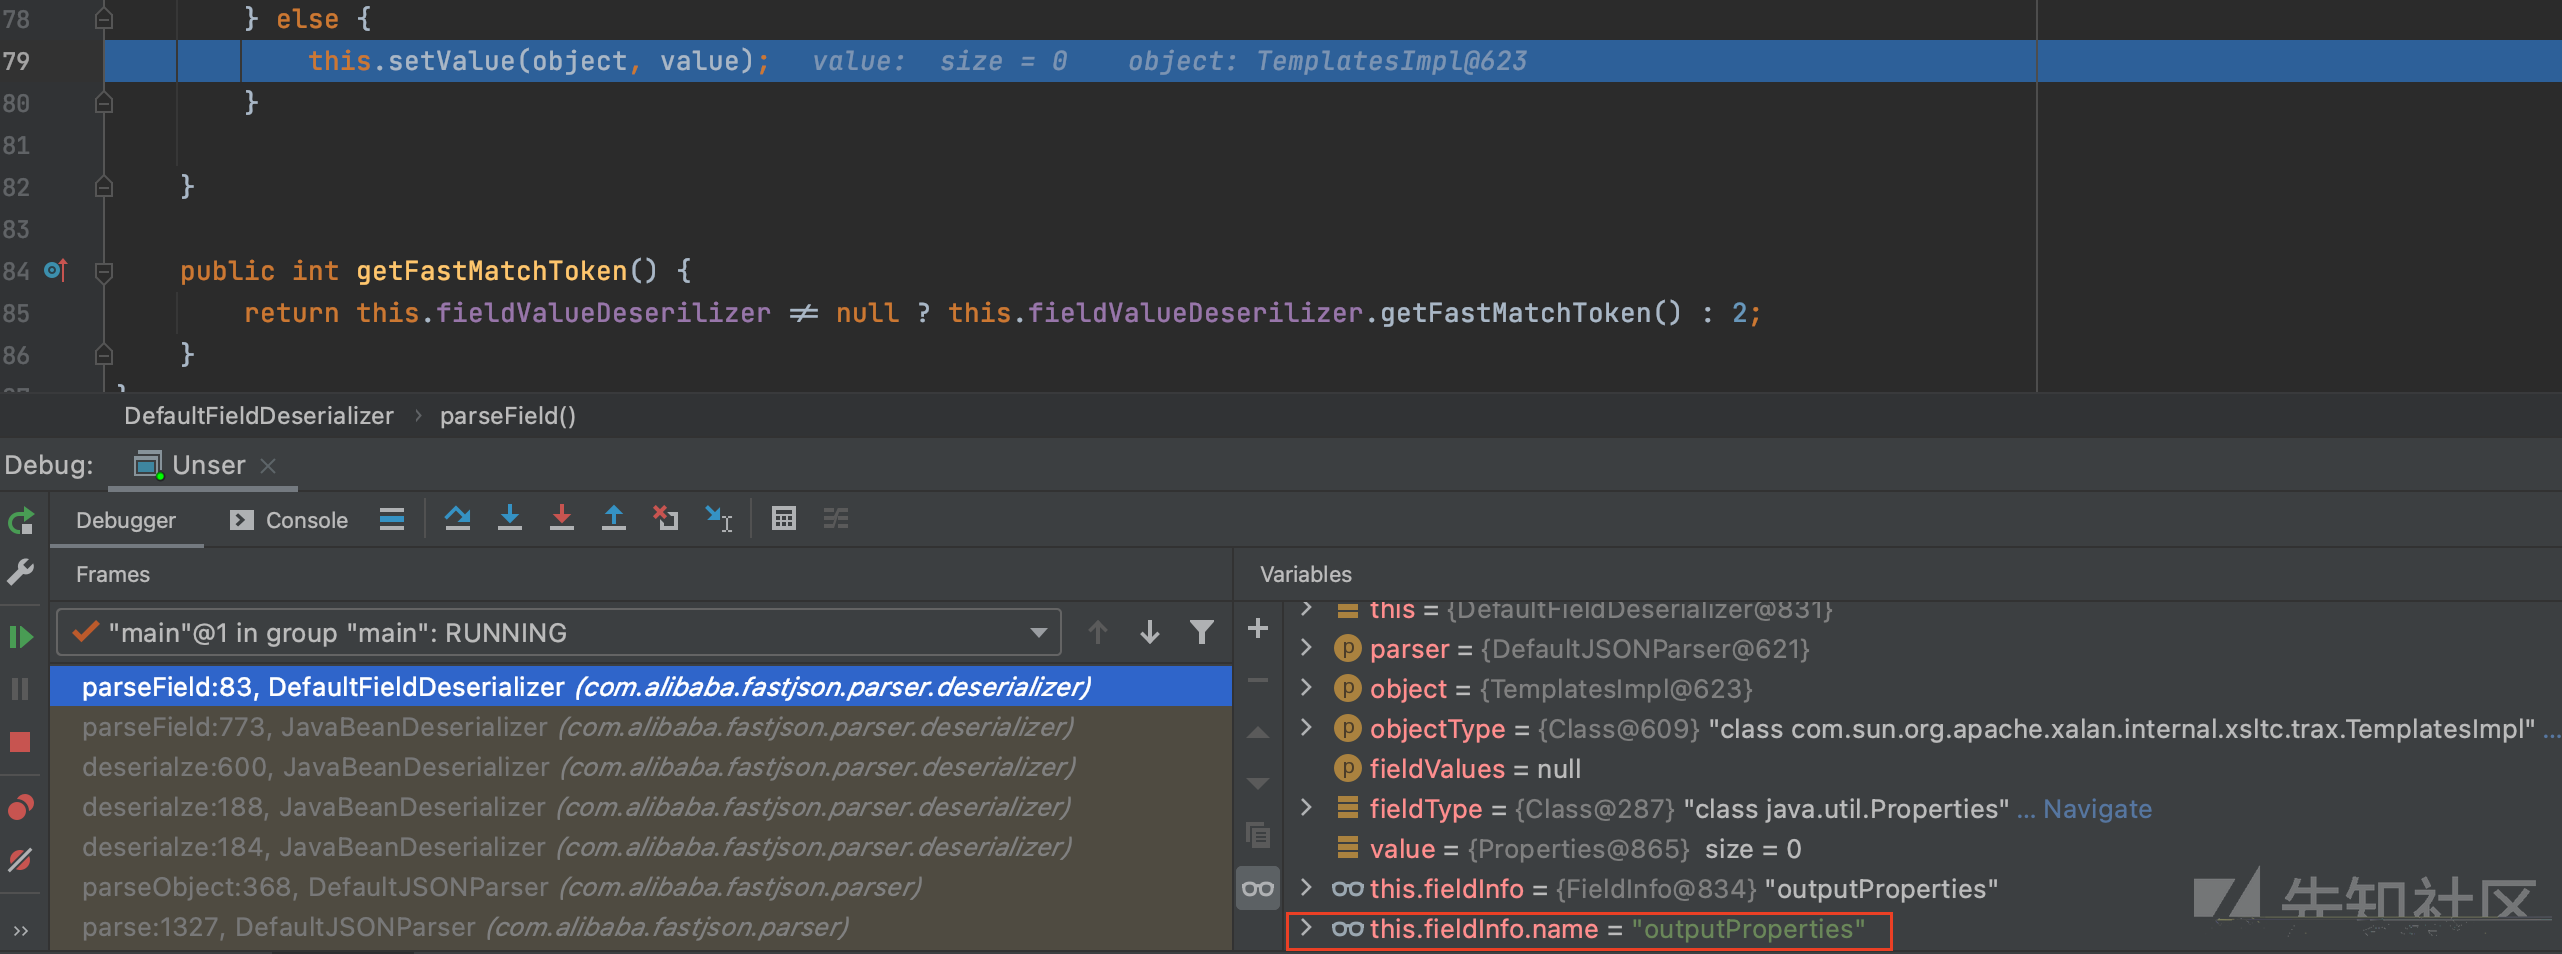 78 } else {
79 this.setValue(object, value); value: size = 0 object: TemplatesImpl@623
80 }
81
82 }
83
84 public int getFastMatchToken() {
85 return this.fieldValueDeserilizer ≠ null ? this.fieldValueDeserilizer.getFastMatchToken() : 2;
86 }
}
DefaultFieldDeserializer › parseField()
Debug: Unser
Debugger Console
Frames
"main"@1 in group "main": RUNNING
parseField:83, DefaultFieldDeserializer (com.alibaba.fastjson.parser.deserializer)
parseField:773, JavaBeanDeserializer (com.alibaba.fastjson.parser.deserializer)
deserialze:600, JavaBeanDeserializer (com.alibaba.fastjson.parser.deserializer)
deserialze:188, JavaBeanDeserializer (com.alibaba.fastjson.parser.deserializer)
deserialze:184, JavaBeanDeserializer (com.alibaba.fastjson.parser.deserializer)
parseObject:368, DefaultJSONParser (com.alibaba.fastjson.parser)
parse:1327, DefaultJSONParser (com.alibaba.fastjson.parser)
Variables
this = {DefaultFieldDeserializer@831}
parser = {DefaultJSONParser@621}
object = {TemplatesImpl@623}
objectType = {Class@609} "class com.sun.org.apache.xalan.internal.xsltc.trax.TemplatesImpl" ...
fieldValues = null
fieldType = {Class@287} "class java.util.Properties" ... Navigate
value = {Properties@865} size = 0
this.fieldInfo = {FieldInfo@834} "outputProperties"
this.fieldInfo.name = "outputProperties"
先知社区